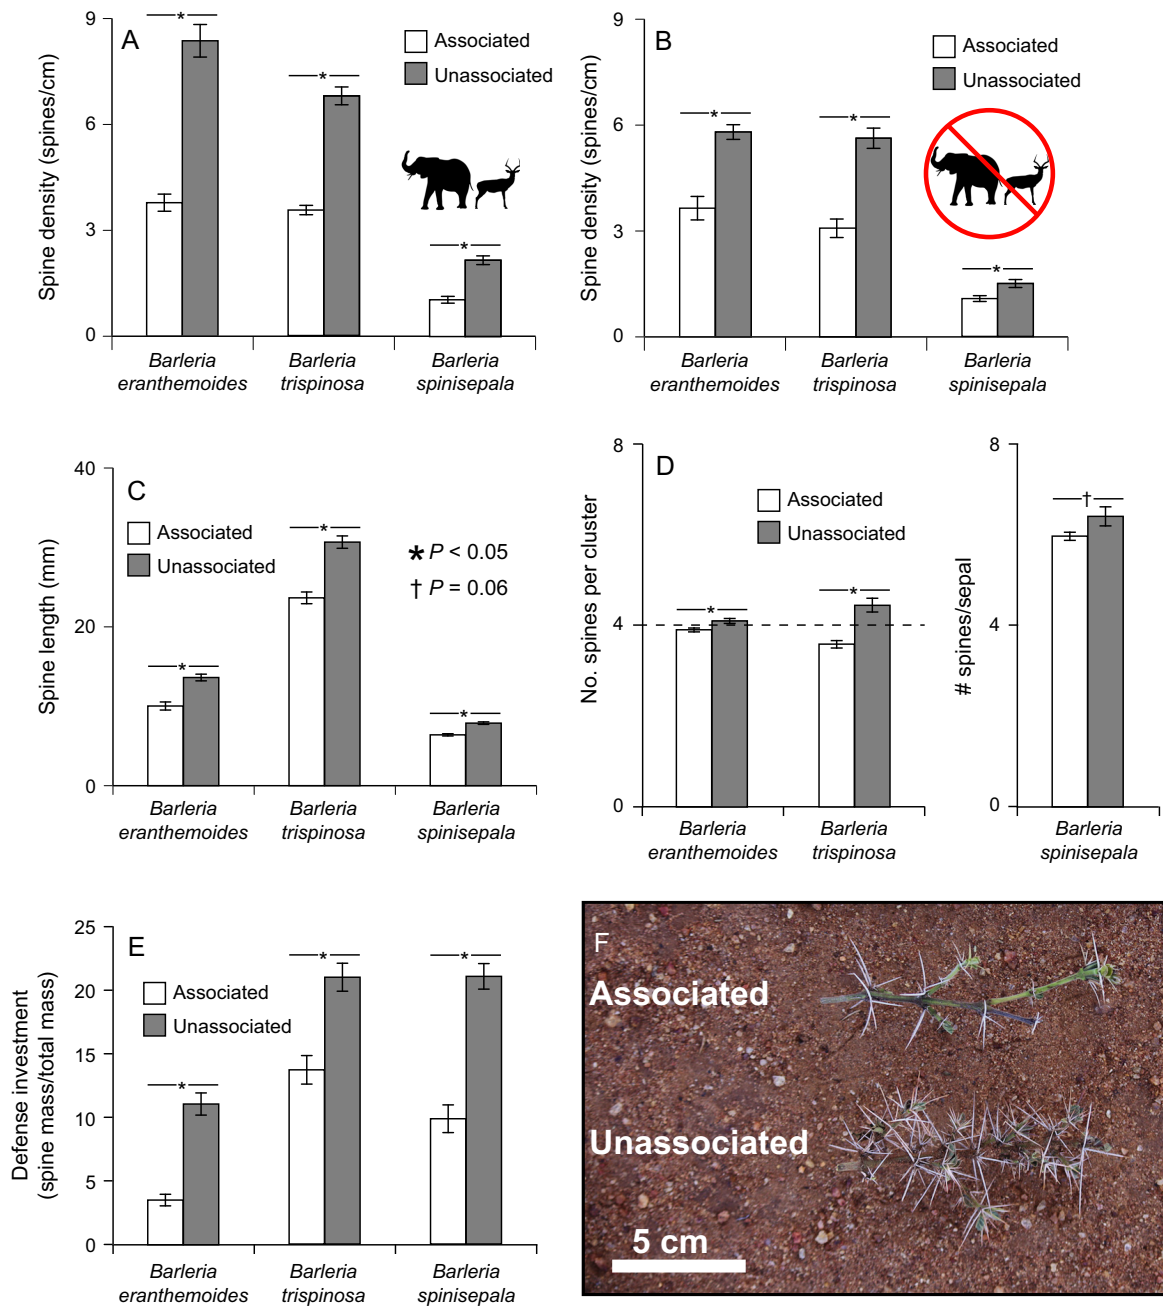 A
Spine density (spines/cm)
9
6
3
0
Associated
Unassociated
*
*
*
Barleria eranthemoides
Barleria trispinosa
Barleria spinisepala
B
Spine density (spines/cm)
9
6
3
0
Associated
Unassociated
*
*
*
Barleria eranthemoides
Barleria trispinosa
Barleria spinisepala
C
Spine length (mm)
40
20
0
Associated
Unassociated
* P < 0.05
† P = 0.06
*
*
*
Barleria eranthemoides
Barleria trispinosa
Barleria spinisepala
D
No. spines per cluster
8
4
0
Associated
Unassociated
*
*
Barleria eranthemoides
Barleria trispinosa
# spines/sepal
8
4
0
†
Barleria spinisepala
E
Defense investment
(spine mass/total mass)
25
20
15
10
5
0
Associated
Unassociated
*
*
*
Barleria eranthemoides
Barleria trispinosa
Barleria spinisepala
F
Associated
Unassociated
5 cm